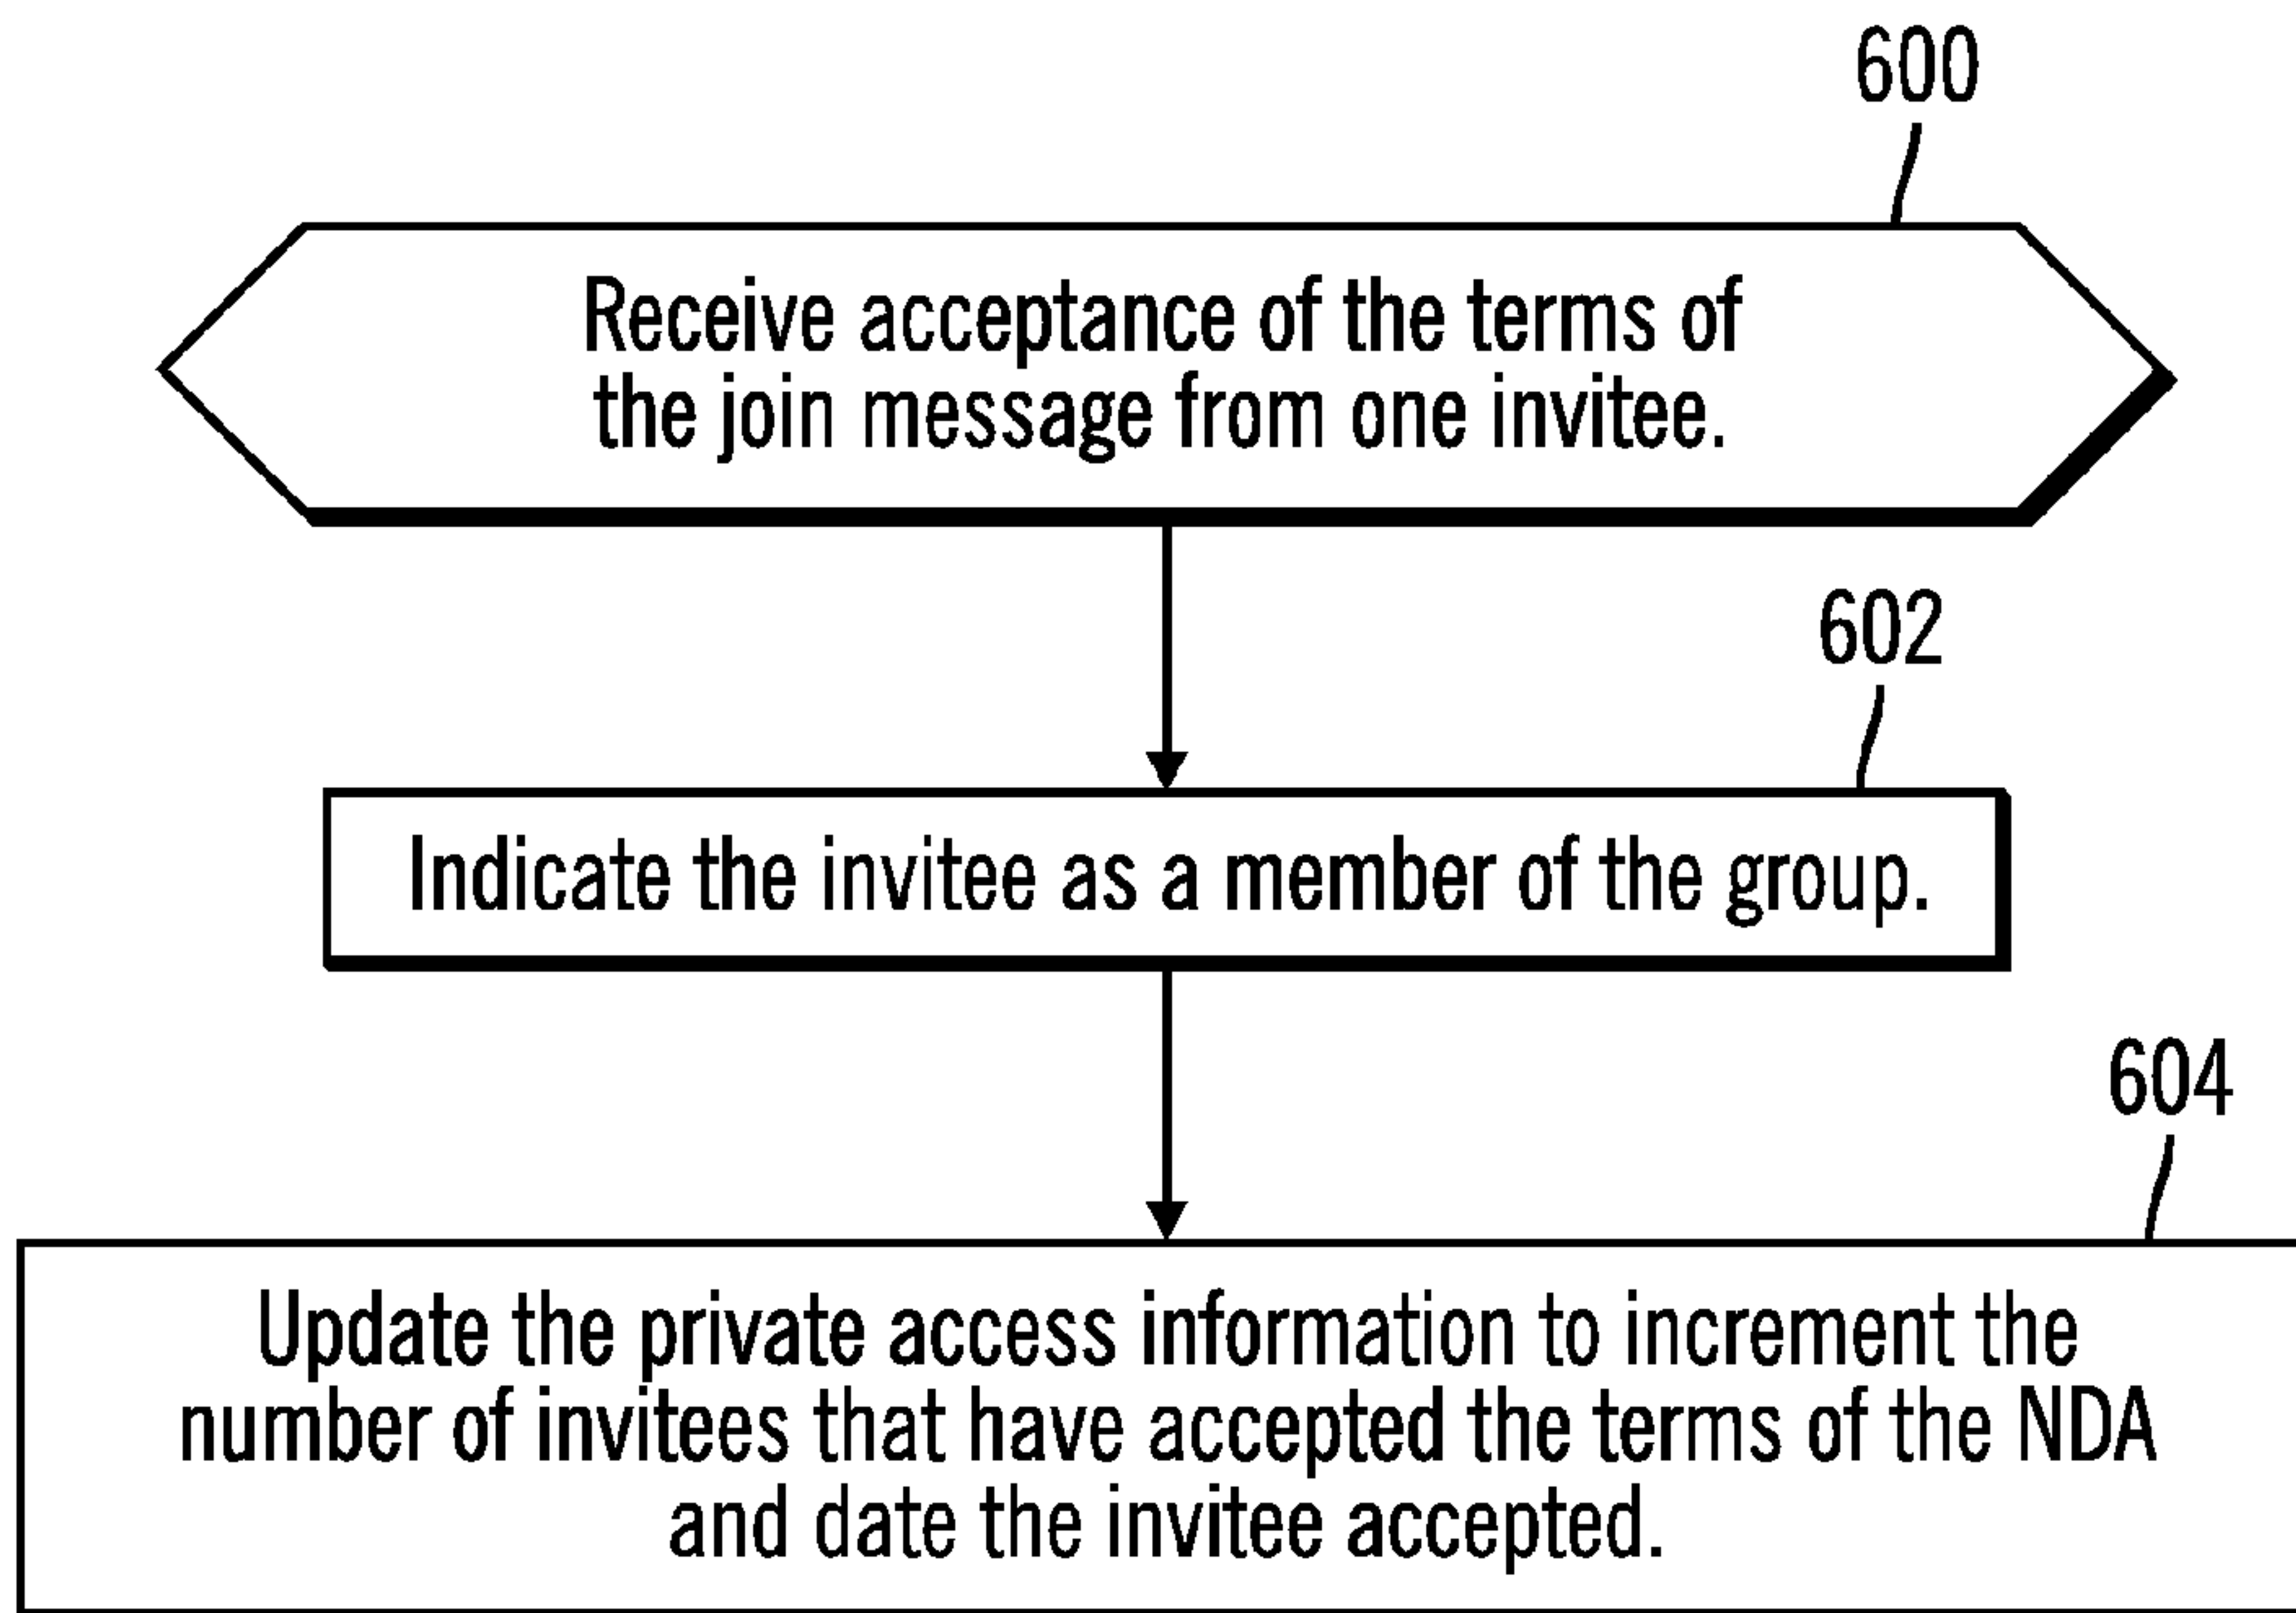 600
Receive acceptance of the terms of
the join message from one invitee.
602
Indicate the invitee as a member of the group.
604
Update the private access information to increment the
number of invitees that have accepted the terms of the NDA
and date the invitee accepted.